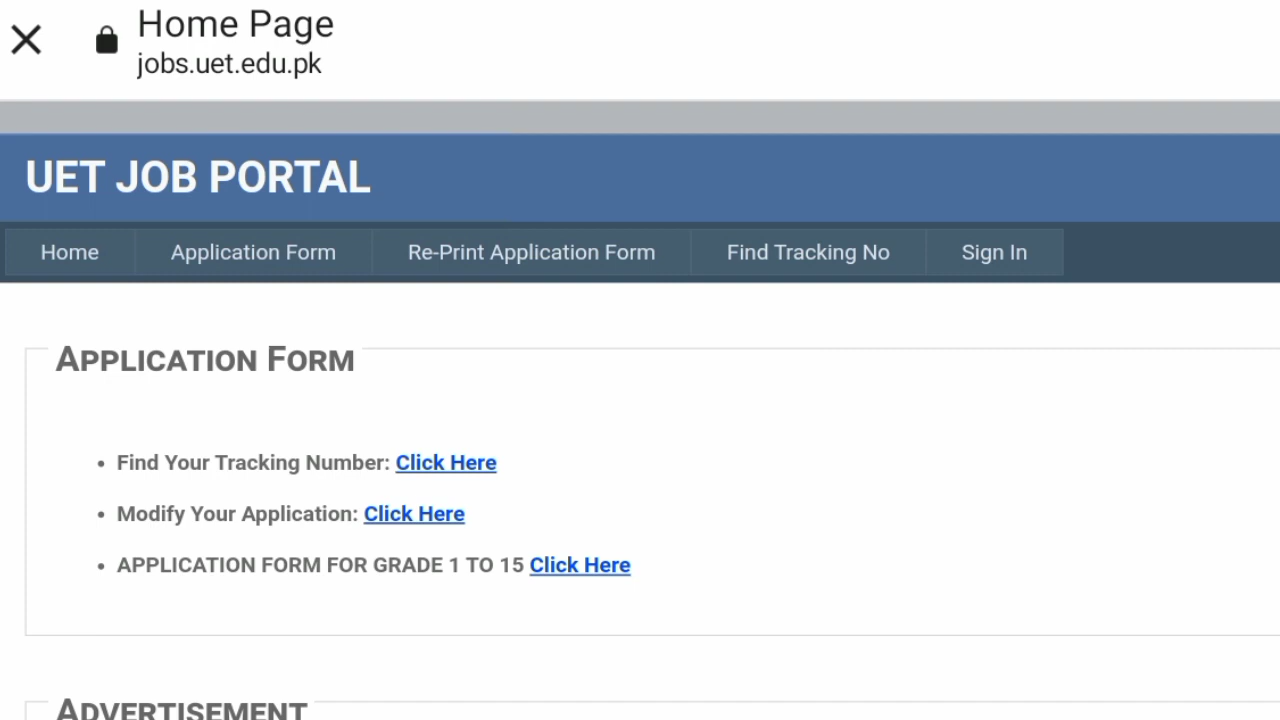 Home Page
jobs.uet.edu.pk
UET JOB PORTAL
Home Application Form Re-Print Application Form Find Tracking No Sign In
APPLICATION FORM
• Find Your Tracking Number: Click Here
• Modify Your Application: Click Here
• APPLICATION FORM FOR GRADE 1 TO 15 Click Here
ADVERTISEMENT